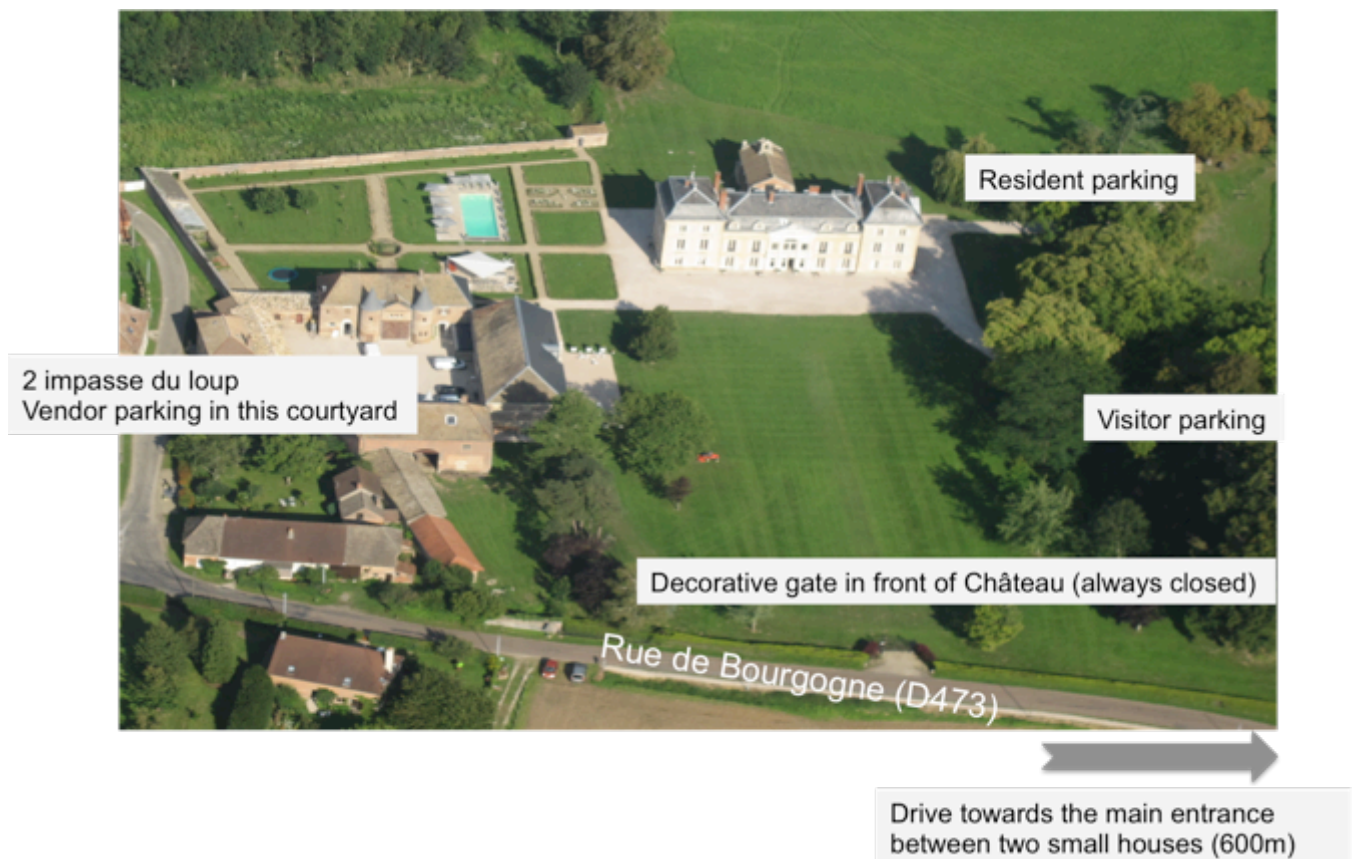 Resident parking
2 impasse du loup
Vendor parking in this courtyard
Visitor parking
Decorative gate in front of Château (always closed)
Rue de Bourgogne (D473)
Drive towards the main entrance
between two small houses (600m)